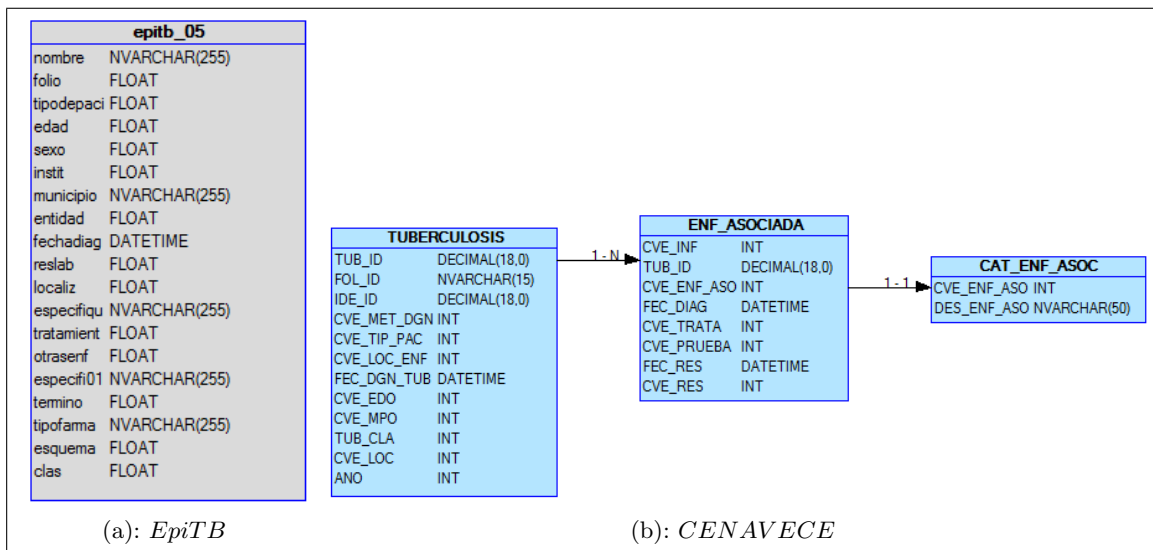 epitb_05
nombre NVARCHAR(255)
folio FLOAT
tipodepaci FLOAT
edad FLOAT
sexo FLOAT
instit FLOAT
municipio NVARCHAR(255)
entidad FLOAT
fechadiag DATETIME
reslab FLOAT
localiz FLOAT
especifiqu NVARCHAR(255)
tratamient FLOAT
otrasenf FLOAT
especifi01 NVARCHAR(255)
termino FLOAT
tipofarma NVARCHAR(255)
esquema FLOAT
clas FLOAT
(a): EpiTB
TUBERCULOSIS
TUB_ID DECIMAL(18,0)
FOL_ID NVARCHAR(15)
IDE_ID DECIMAL(18,0)
CVE_MET_DGN INT
CVE_TIP_PAC INT
CVE_LOC_ENF INT
FEC_DGN_TUB DATETIME
CVE_EDO INT
CVE_MPO INT
TUB_CLA INT
CVE_LOC INT
ANO INT
1 - N
ENF_ASOCIADA
CVE_INF INT
TUB_ID DECIMAL(18,0)
CVE_ENF_ASO INT
FEC_DIAG DATETIME
CVE_TRATA INT
CVE_PRUEBA INT
FEC_RES DATETIME
CVE_RES INT
1 - 1
CAT_ENF_ASOC
CVE_ENF_ASO INT
DES_ENF_ASO NVARCHAR(50)
(b): CENAVECE